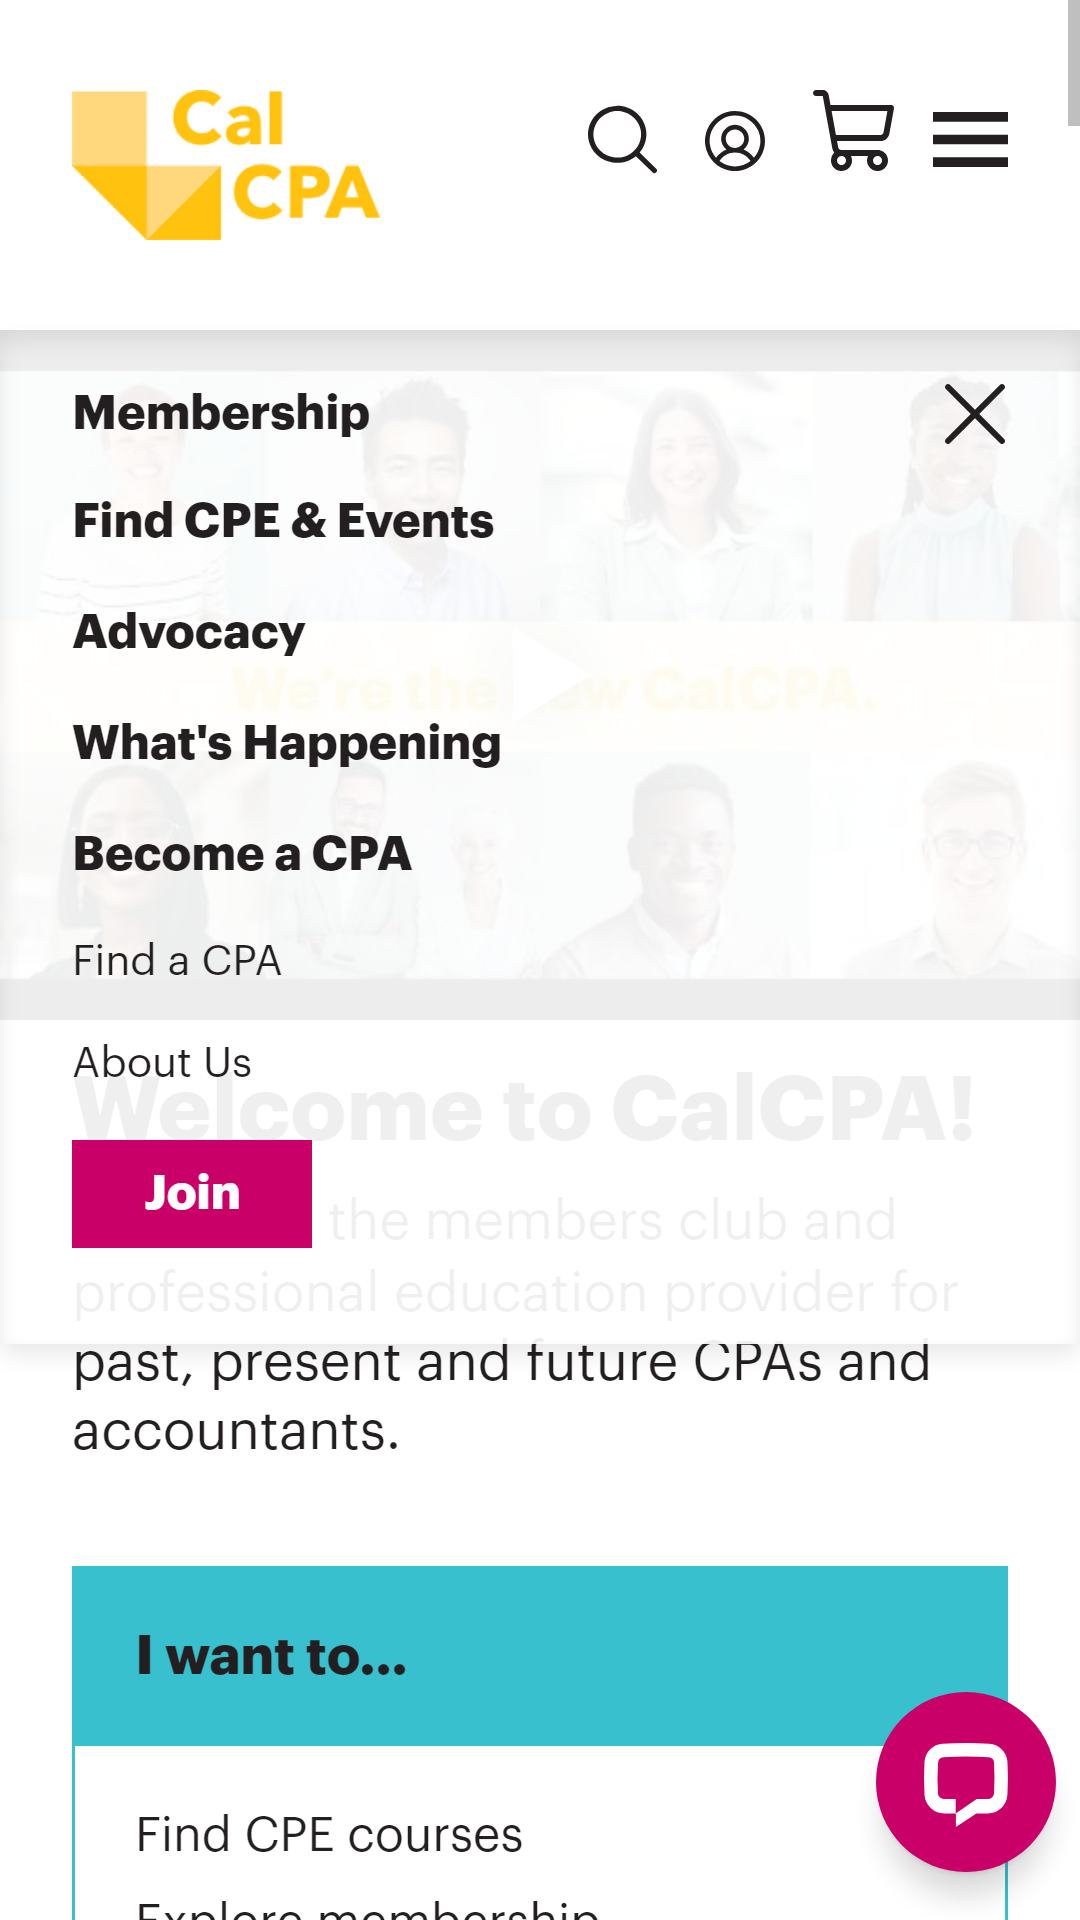 Cal
CPA
Membership
Find CPE & Events
Advocacy
We're the new CalCPA.
What's Happening
Become a CPA
Find a CPA
About Us
Welcome to CalCPA!
Join
the members club and
professional education provider for
past, present and future CPAs and
accountants.
I want to...
Find CPE courses
Explore membership